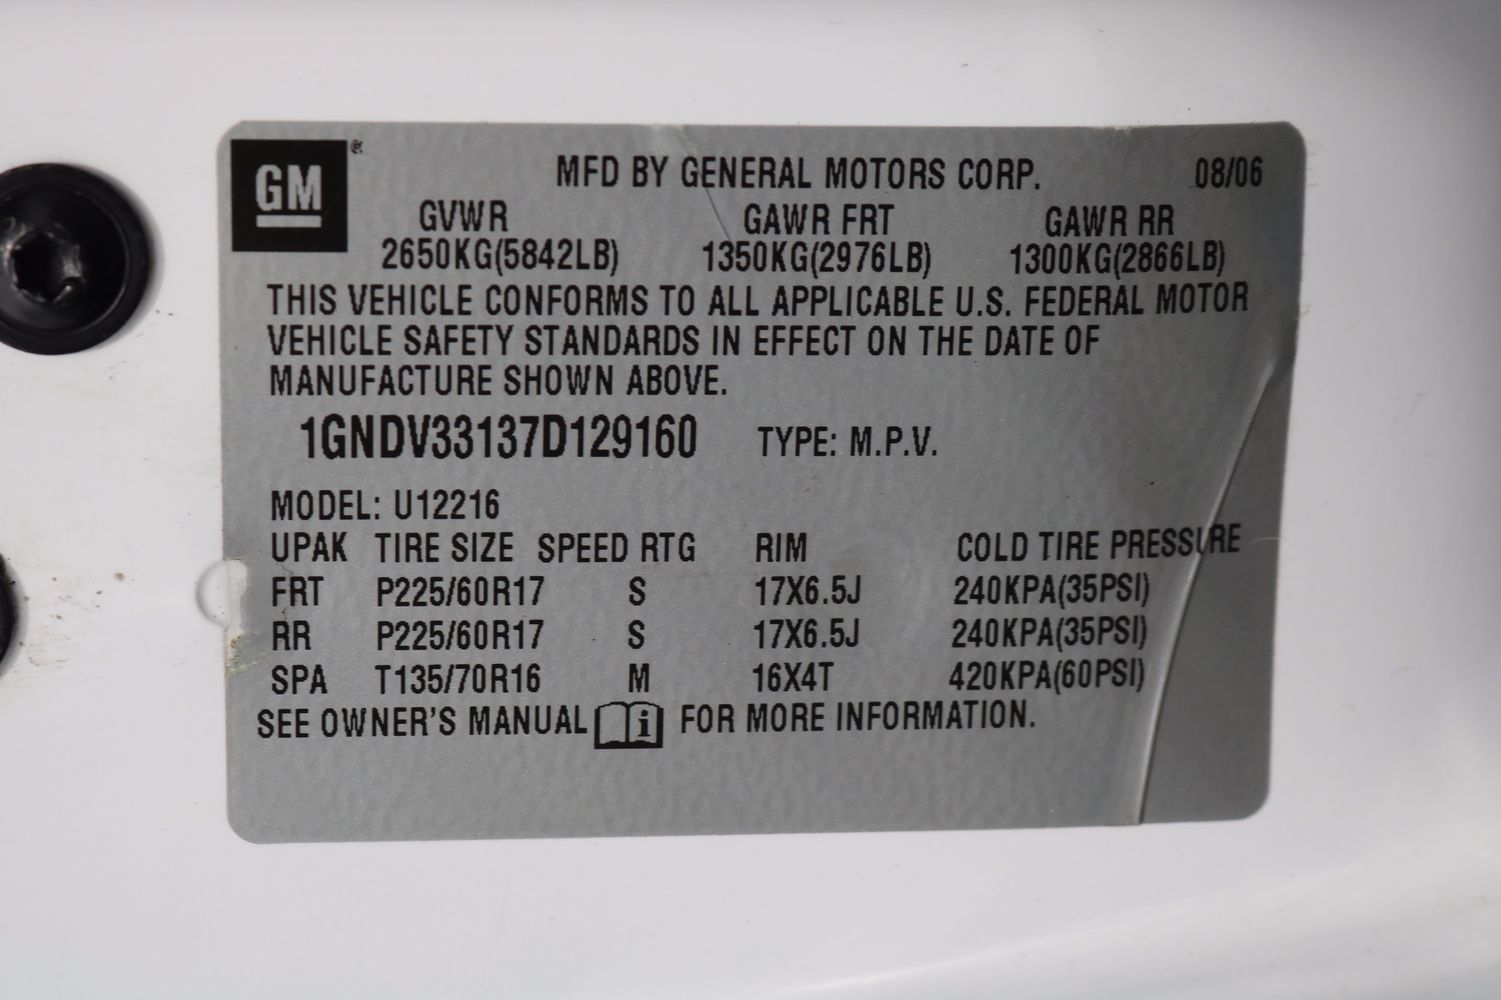 GM
MFD BY GENERAL MOTORS CORP. 08/06
GVWR GAWR FRT GAWR RR
2650KG(5842LB) 1350KG(2976LB) 1300KG(2866LB)
THIS VEHICLE CONFORMS TO ALL APPLICABLE U.S. FEDERAL MOTOR
VEHICLE SAFETY STANDARDS IN EFFECT ON THE DATE OF
MANUFACTURE SHOWN ABOVE.
1GNDV33137D129160 TYPE: M.P.V.
MODEL: U12216
UPAK TIRE SIZE SPEED RTG RIM COLD TIRE PRESSURE
FRT P225/60R17 S 17X6.5J 240KPA(35PSI)
RR P225/60R17 S 17X6.5J 240KPA(35PSI)
SPA T135/70R16 M 16X4T 420KPA(60PSI)
SEE OWNER'S MANUAL i FOR MORE INFORMATION.